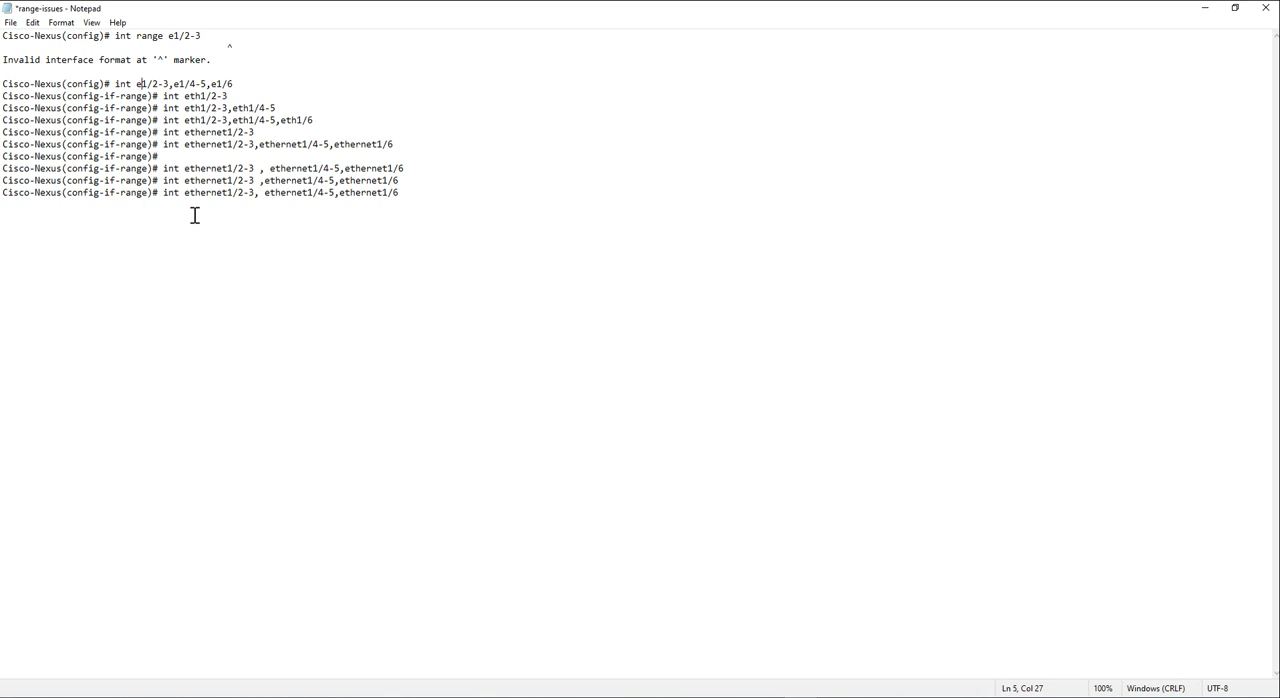 *range-issues - Notepad
File Edit Format View Help
Cisco-Nexus(config)# int range e1/2-3
^
Invalid interface format at '^' marker.
Cisco-Nexus(config)# int e1/2-3,e1/4-5,e1/6
Cisco-Nexus(config-if-range)# int eth1/2-3
Cisco-Nexus(config-if-range)# int eth1/2-3,eth1/4-5
Cisco-Nexus(config-if-range)# int eth1/2-3,eth1/4-5,eth1/6
Cisco-Nexus(config-if-range)# int ethernet1/2-3
Cisco-Nexus(config-if-range)# int ethernet1/2-3,ethernet1/4-5,ethernet1/6
Cisco-Nexus(config-if-range)#
Cisco-Nexus(config-if-range)# int ethernet1/2-3 , ethernet1/4-5,ethernet1/6
Cisco-Nexus(config-if-range)# int ethernet1/2-3 ,ethernet1/4-5,ethernet1/6
Cisco-Nexus(config-if-range)# int ethernet1/2-3, ethernet1/4-5,ethernet1/6
Ln 5, Col 27 100% Windows (CRLF) UTF-8